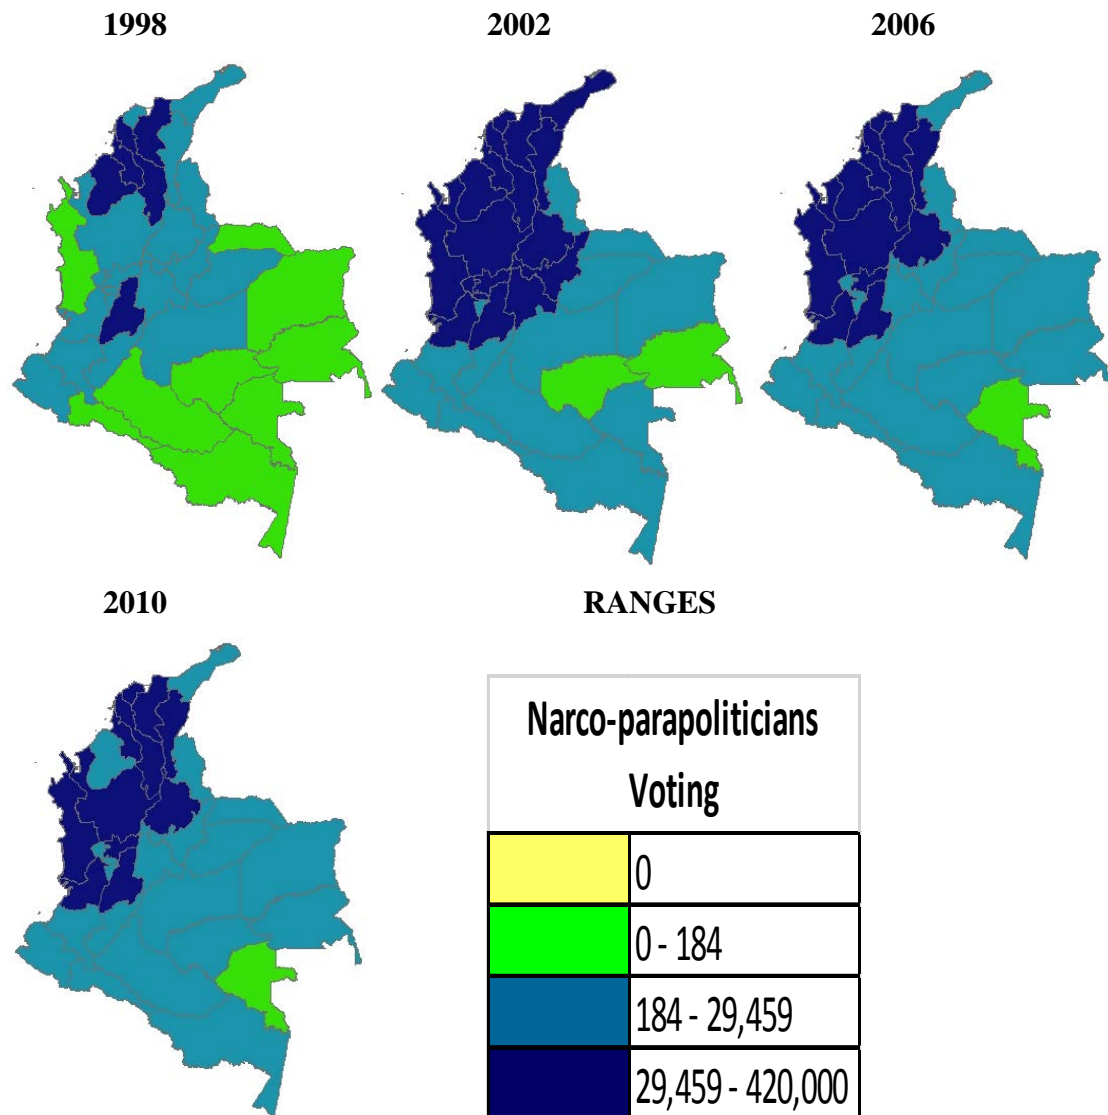 1998
2002
2006
2010
RANGES
Narco-parapoliticians
Voting
0
0 - 184
184 - 29,459
29,459 - 420,000